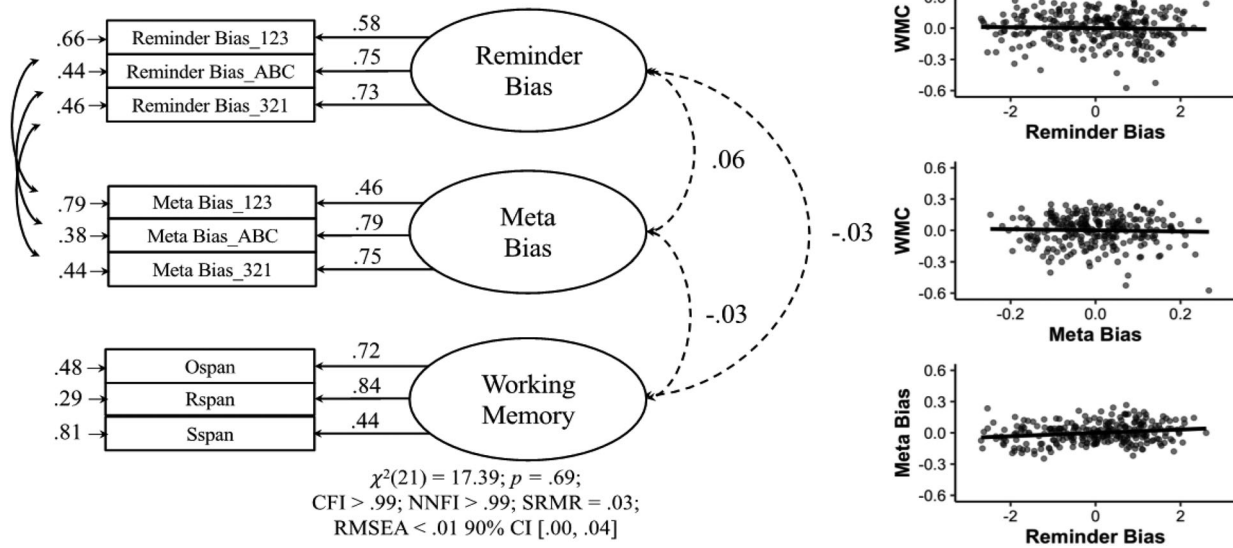 .66
Reminder Bias_123
.58
.44
Reminder Bias_ABC
.75
.46
Reminder Bias_321
.73
Reminder
Bias
.79
Meta Bias_123
.46
.38
Meta Bias_ABC
.79
.44
Meta Bias_321
.75
Meta
Bias
.48
Ospan
.72
.29
Rspan
.84
.81
Sspan
.44
Working
Memory
.06
-.03
-.03
χ²(21) = 17.39; p = .69;
CFI > .99; NNFI > .99; SRMR = .03;
RMSEA < .01 90% CI [.00, .04]
WMC
0.3
0.0
-0.3
-0.6
-2
0
2
Reminder Bias
WMC
0.6
0.3
0.0
-0.3
-0.6
-0.2
0.0
0.2
Meta Bias
Meta Bias
0.6
0.3
0.0
-0.3
-0.6
-2
0
2
Reminder Bias